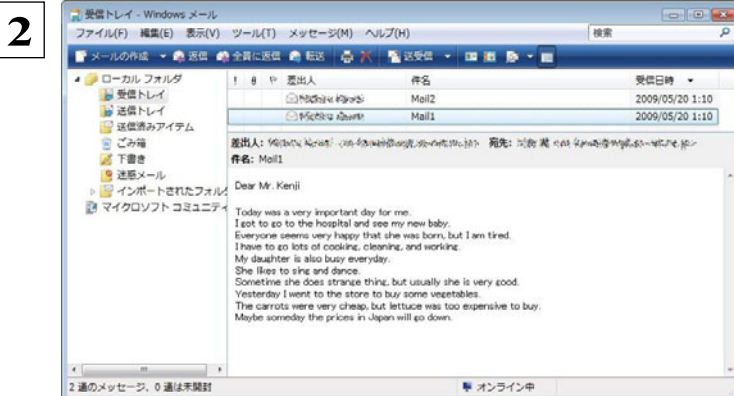 2
受信トレイ - Windows メール
ファイル(F) 編集(E) 表示(V) ツール(T) メッセージ(M) ヘルプ(H) 検索
メールの作成 返信 全員に返信 転送 送受信
ローカル フォルダ
受信トレイ
送信トレイ
送信済みアイテム
ごみ箱
下書き
迷惑メール
インポートされたフォル
マイクロソフト コミュニティ
! 差出人 件名 受信日時
Mail2 2009/05/20 1:10
Mail1 2009/05/20 1:10
差出人: 宛先:
件名: Mail1
Dear Mr. Kenji
Today was a very important day for me.
I got to go to the hospital and see my new baby.
Everyone seems very happy that she was born, but I am tired.
I have to go lots of cooking, cleaning, and working.
My daughter is also busy everyday.
She likes to sing and dance.
Sometime she does strange thing, but usually she is very good.
Yesterday I went to the store to buy some vegetables.
The carrots were very cheap, but lettuce was too expensive to buy.
Maybe someday the prices in Japan will go down.
2 通のメッセージ、0 通は未開封
オンライン中